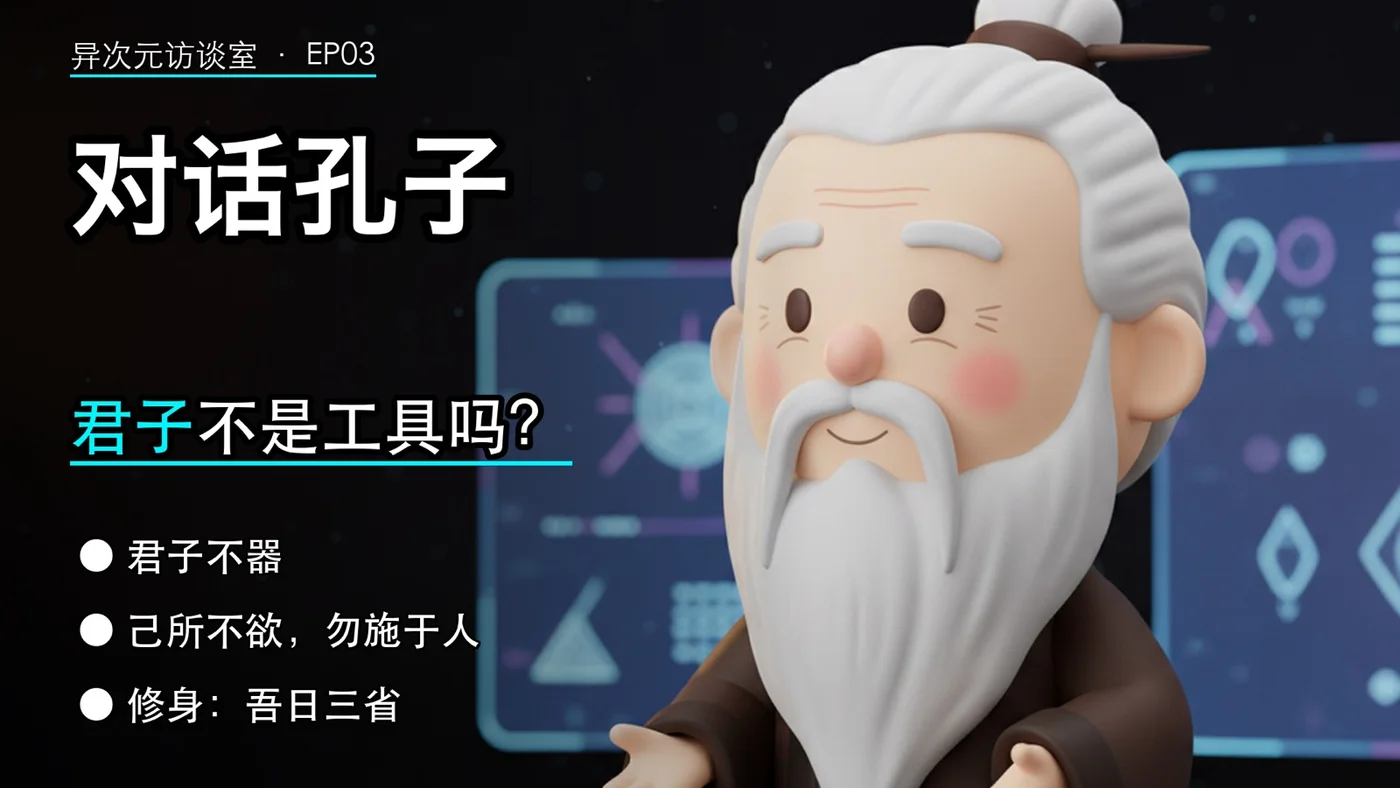 异次元访谈室 · EP03
对话孔子
君子不是工具吗?
● 君子不器
● 己所不欲，勿施于人
● 修身：吾日三省